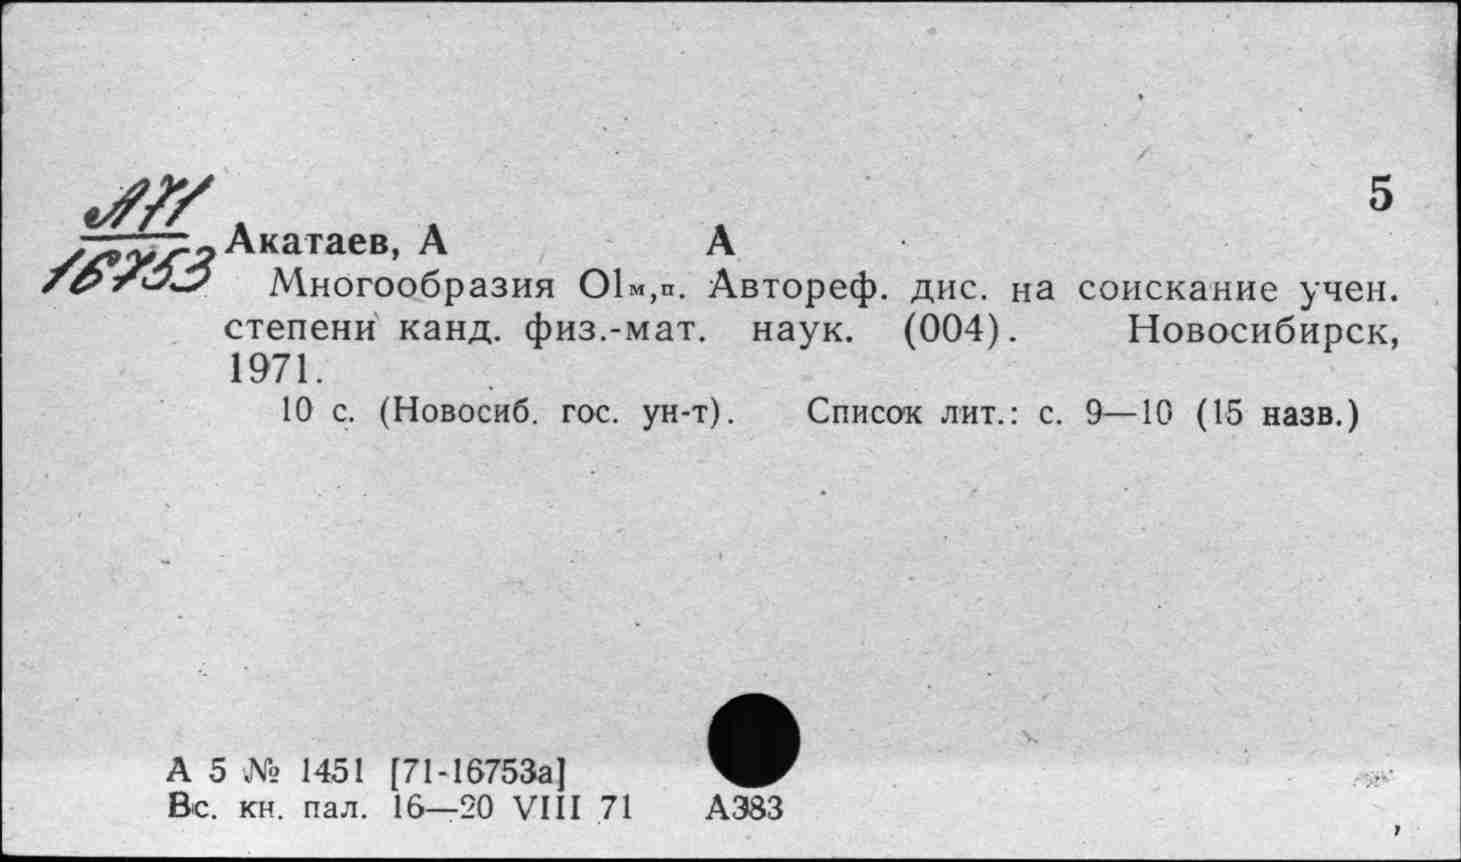 5
А71
16753
Акатаев, А А
Многообразия О1м,п. Автореф. дис. на соискание учен.
степени канд. физ.-мат. наук. (004). Новосибирск,
1971.
10 с. (Новосиб. гос. ун-т). Список лит.: с. 9—10 (15 назв.)
А 5 № 1451 [71-16753а]
Вс. кн. пал. 16—20 VIII 71 А383